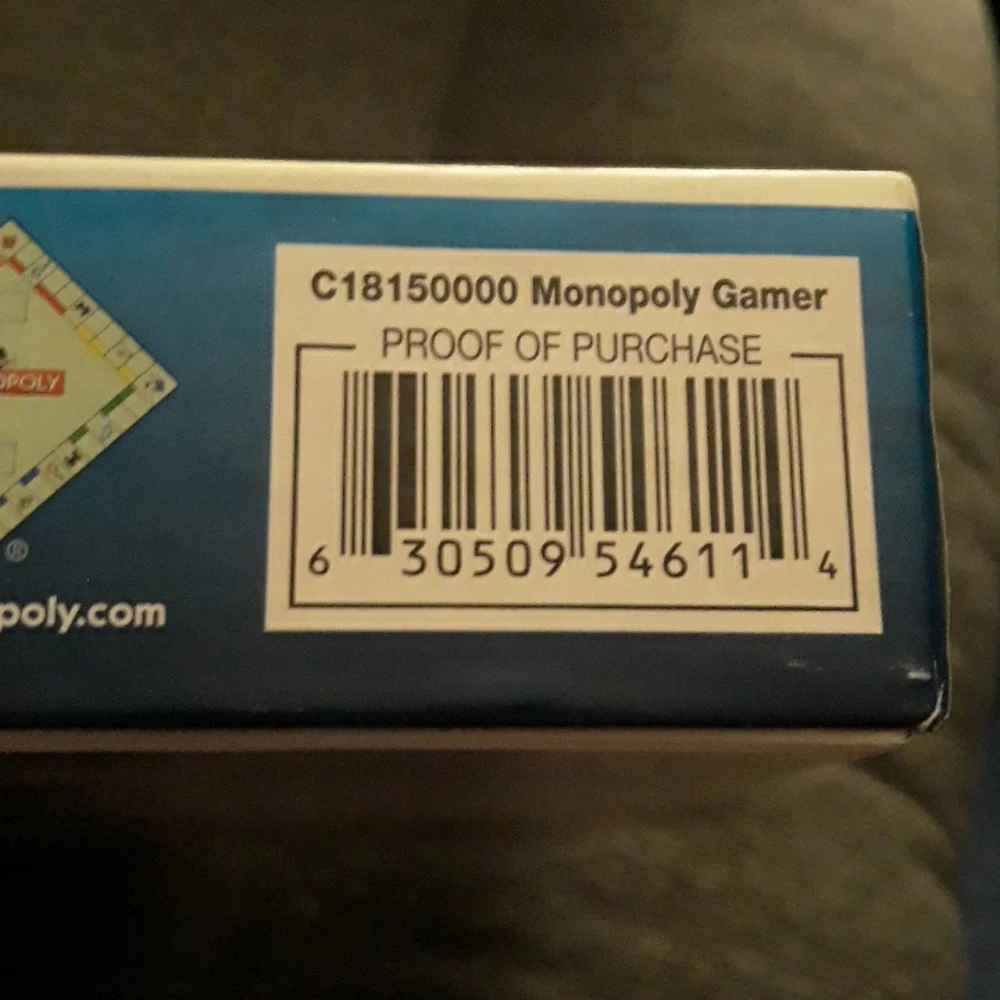 C18150000 Monopoly Gamer
PROOF OF PURCHASE
6 30509 54611 4
OPOLY
®
poly.com